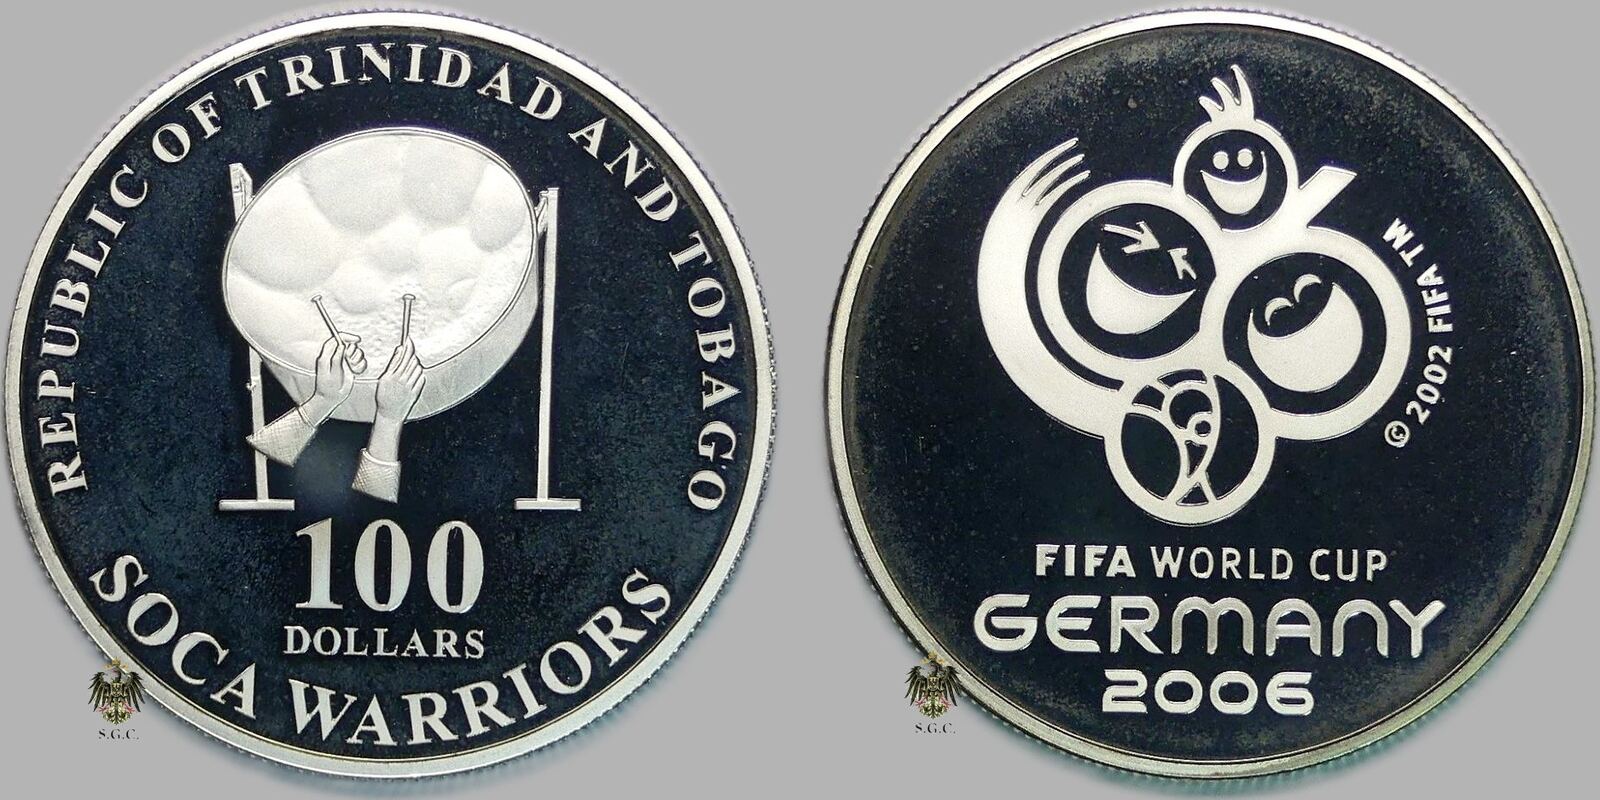 REPUBLIC OF TRINIDAD AND TOBAGO
100
DOLLARS
SOCA WARRIORS
S.G.C.
© 2002 FIFA TM
FIFA WORLD CUP
GERMANY
2006
S.G.C.